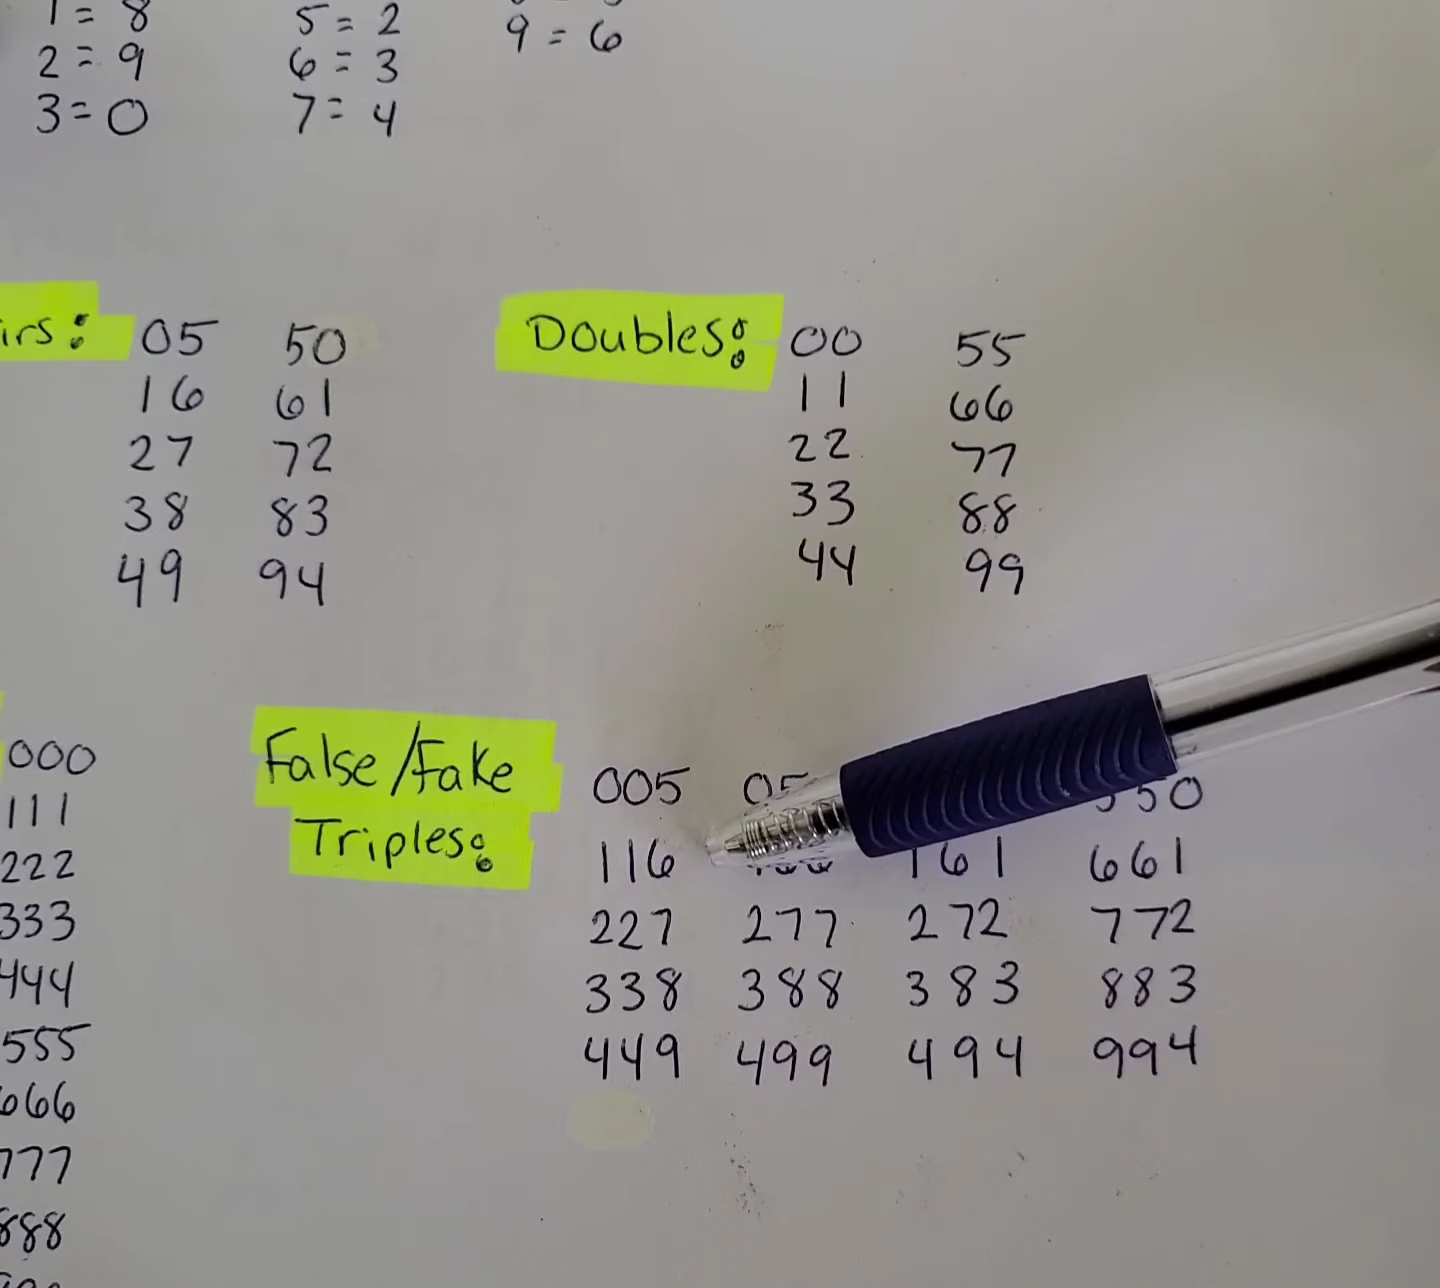 1 = 8
2 = 9
3 = 0
5 = 2
6 = 3
7 = 4
9 = 6
05 50
16 61
27 72
38 83
49 94
Doubles: 00 55
11 66
22 77
33 88
44 99
000
111
222
333
444
555
666
777
888
False/Fake
Triples:
005
116 161 661
227 277 272 772
338 388 383 883
449 499 494 994